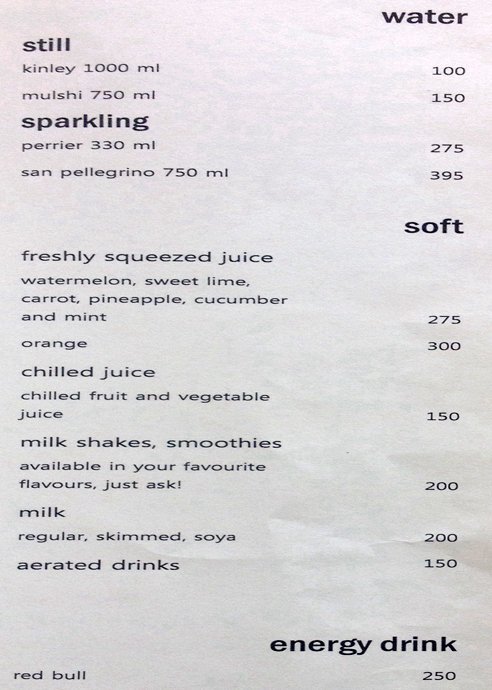 water
still
kinley 1000 ml 100
mulshi 750 ml 150
sparkling
perrier 330 ml 275
san pellegrino 750 ml 395
soft
freshly squeezed juice
watermelon, sweet lime,
carrot, pineapple, cucumber
and mint 275
orange 300
chilled juice
chilled fruit and vegetable
juice 150
milk shakes, smoothies
available in your favourite
flavours, just ask! 200
milk
regular, skimmed, soya 200
aerated drinks 150
energy drink
red bull 250